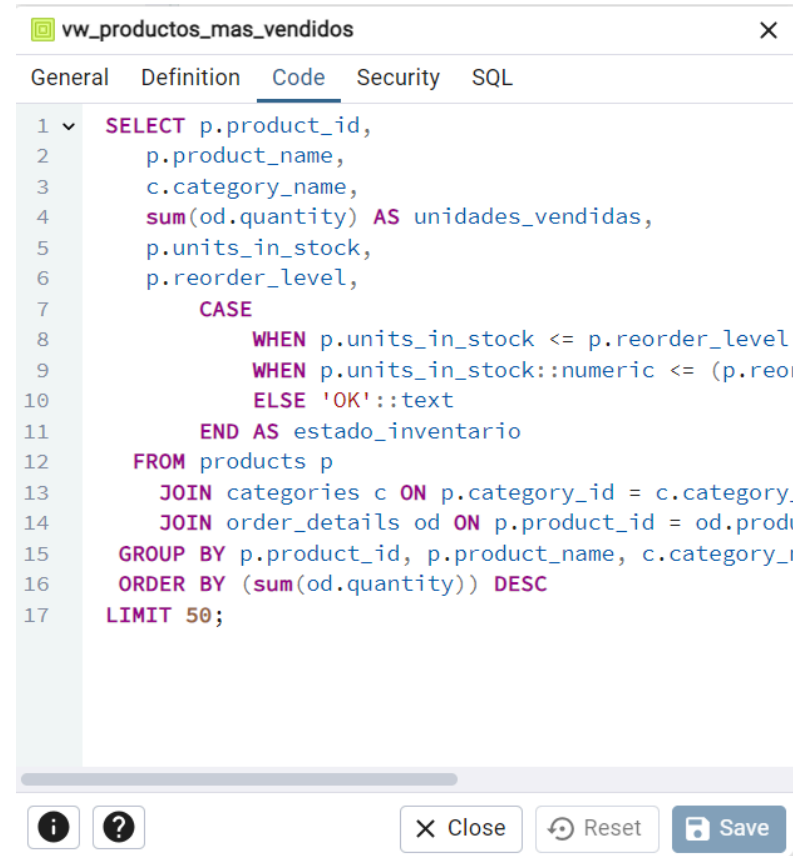 vw_productos_mas_vendidos
General Definition Code Security SQL
1 SELECT p.product_id,
2 p.product_name,
3 c.category_name,
4 sum(od.quantity) AS unidades_vendidas,
5 p.units_in_stock,
6 p.reorder_level,
7 CASE
8 WHEN p.units_in_stock <= p.reorder_level
9 WHEN p.units_in_stock::numeric <= (p.reor
10 ELSE 'OK'::text
11 END AS estado_inventario
12 FROM products p
13 JOIN categories c ON p.category_id = c.category_
14 JOIN order_details od ON p.product_id = od.produ
15 GROUP BY p.product_id, p.product_name, c.category_n
16 ORDER BY (sum(od.quantity)) DESC
17 LIMIT 50;
Close Reset Save